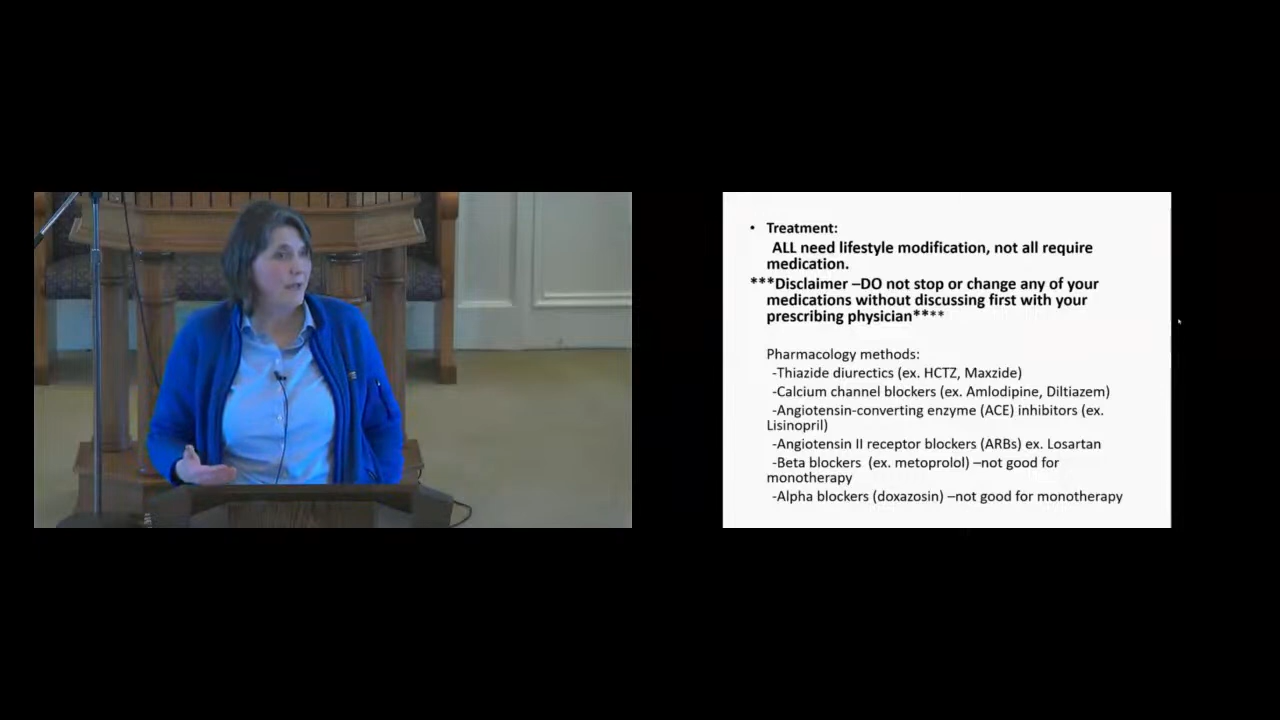 • Treatment:
ALL need lifestyle modification, not all require
medication.
***Disclaimer –DO not stop or change any of your
medications without discussing first with your
prescribing physician****
Pharmacology methods:
-Thiazide diurectics (ex. HCTZ, Maxzide)
-Calcium channel blockers (ex. Amlodipine, Diltiazem)
-Angiotensin-converting enzyme (ACE) inhibitors (ex.
Lisinopril)
-Angiotensin II receptor blockers (ARBs) ex. Losartan
-Beta blockers (ex. metoprolol) –not good for
monotherapy
-Alpha blockers (doxazosin) –not good for monotherapy